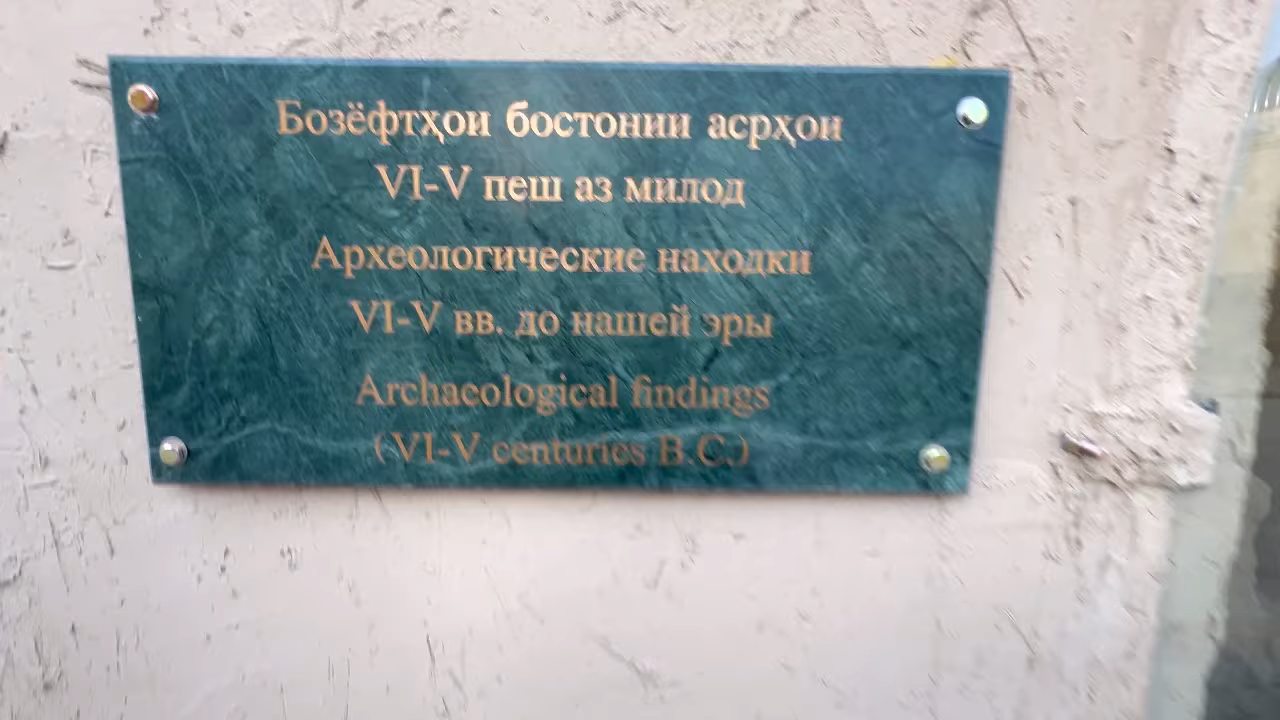 Бозёфтҳои бостонии асрҳои
VI-V пеш аз милод
Археологические находки
VI-V вв. до нашей эры
Archaeological findings
(VI-V centuries B.C.)